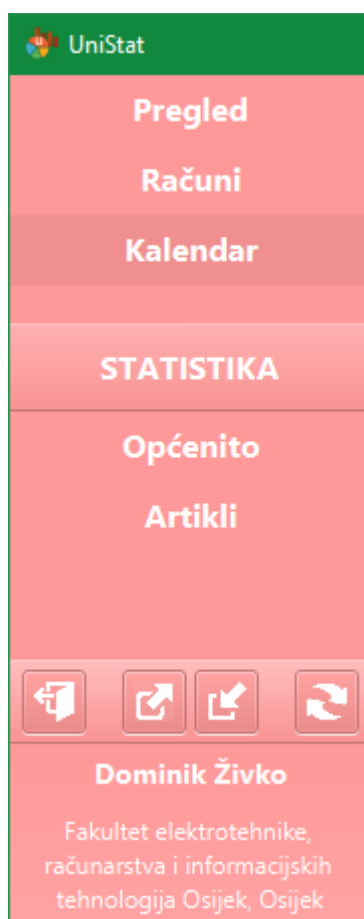 UniStat
Pregled
Računi
Kalendar
STATISTIKA
Općenito
Artikli
Dominik Živko
Fakultet elektrotehnike,
računarstva i informacijskih
tehnologija Osijek, Osijek